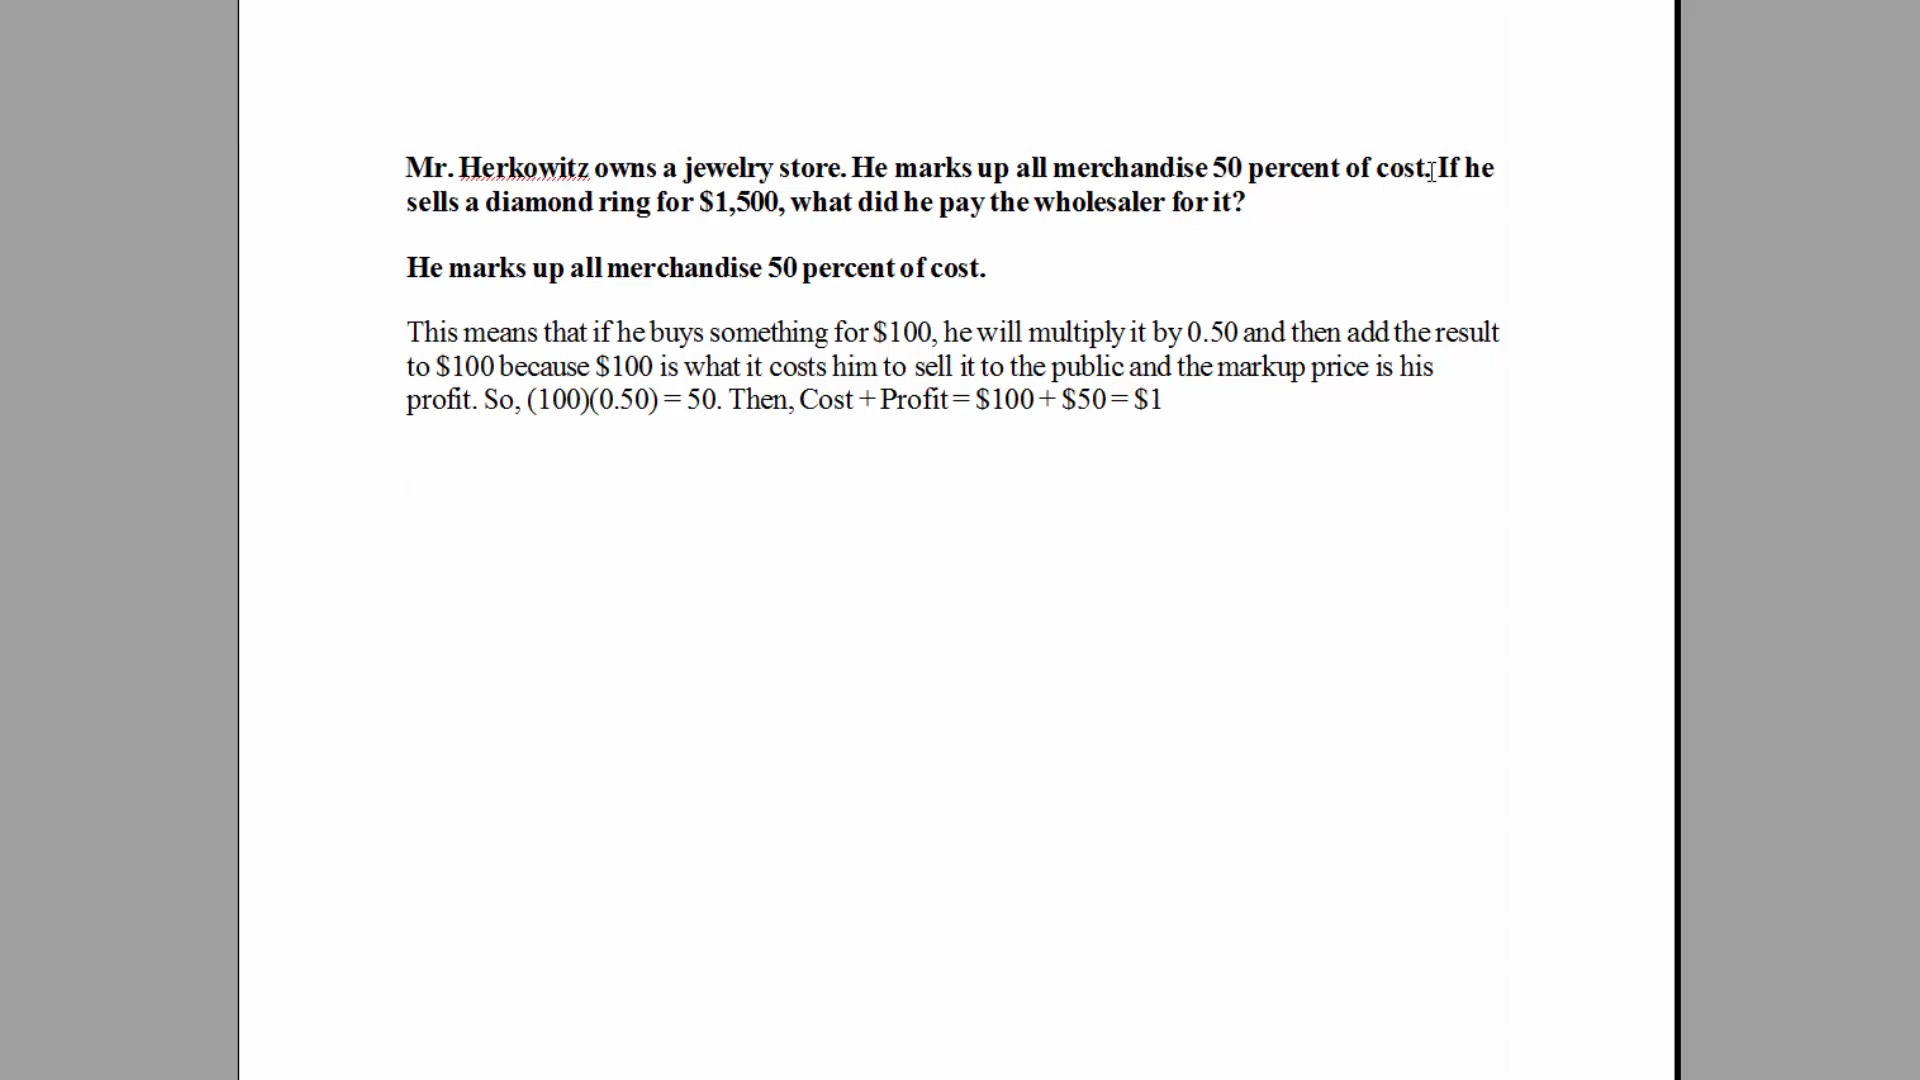 Mr. Herkowitz owns a jewelry store. He marks up all merchandise 50 percent of cost. If he
sells a diamond ring for $1,500, what did he pay the wholesaler for it?
He marks up all merchandise 50 percent of cost.
This means that if he buys something for $100, he will multiply it by 0.50 and then add the result
to $100 because $100 is what it costs him to sell it to the public and the markup price is his
profit. So, (100)(0.50) = 50. Then, Cost + Profit = $100 + $50 = $1